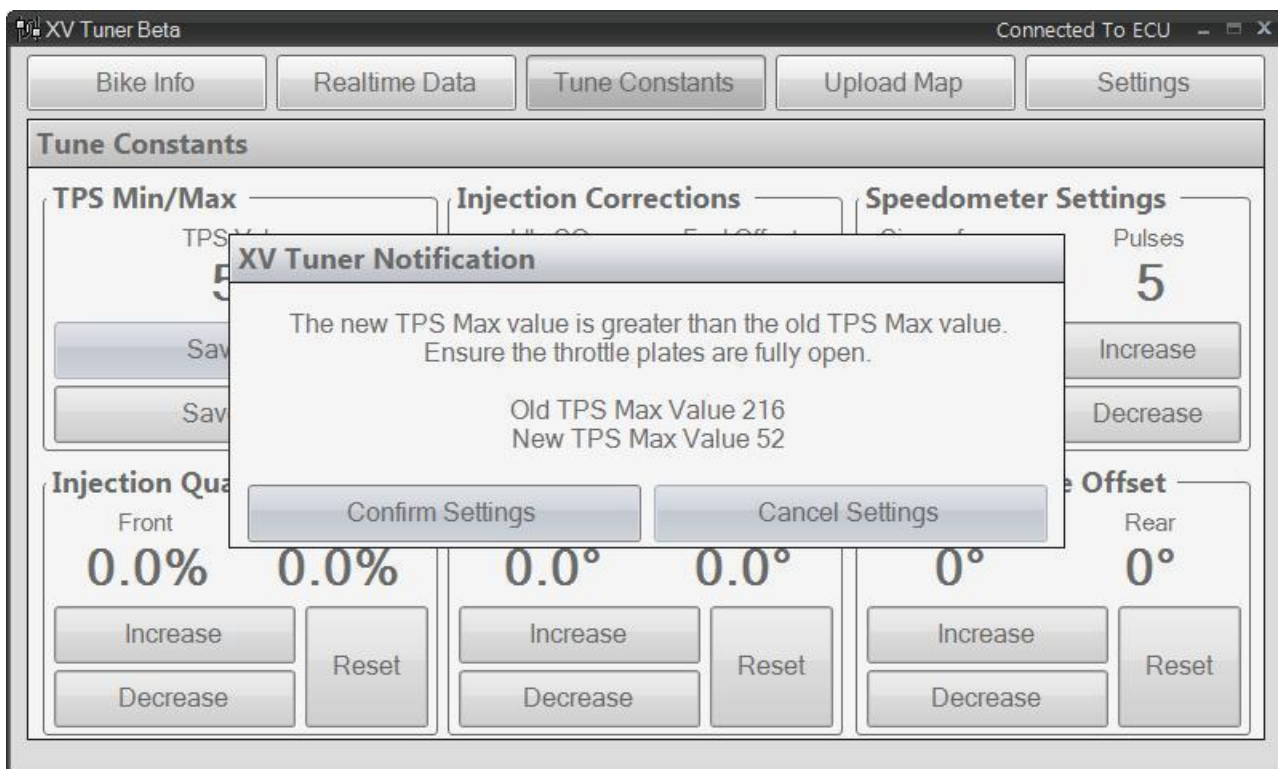 XV Tuner Beta
Connected To ECU
Bike Info
Realtime Data
Tune Constants
Upload Map
Settings
Tune Constants
TPS Min/Max
Injection Corrections
Speedometer Settings
TPS
Pulses
5
XV Tuner Notification
The new TPS Max value is greater than the old TPS Max value.
Ensure the throttle plates are fully open.
Old TPS Max Value 216
New TPS Max Value 52
Confirm Settings
Cancel Settings
Increase
Decrease
Injection
Offset
Front
Rear
0.0%
0.0%
0.0°
0.0°
0°
0°
Increase
Decrease
Reset
Increase
Decrease
Reset
Increase
Decrease
Reset